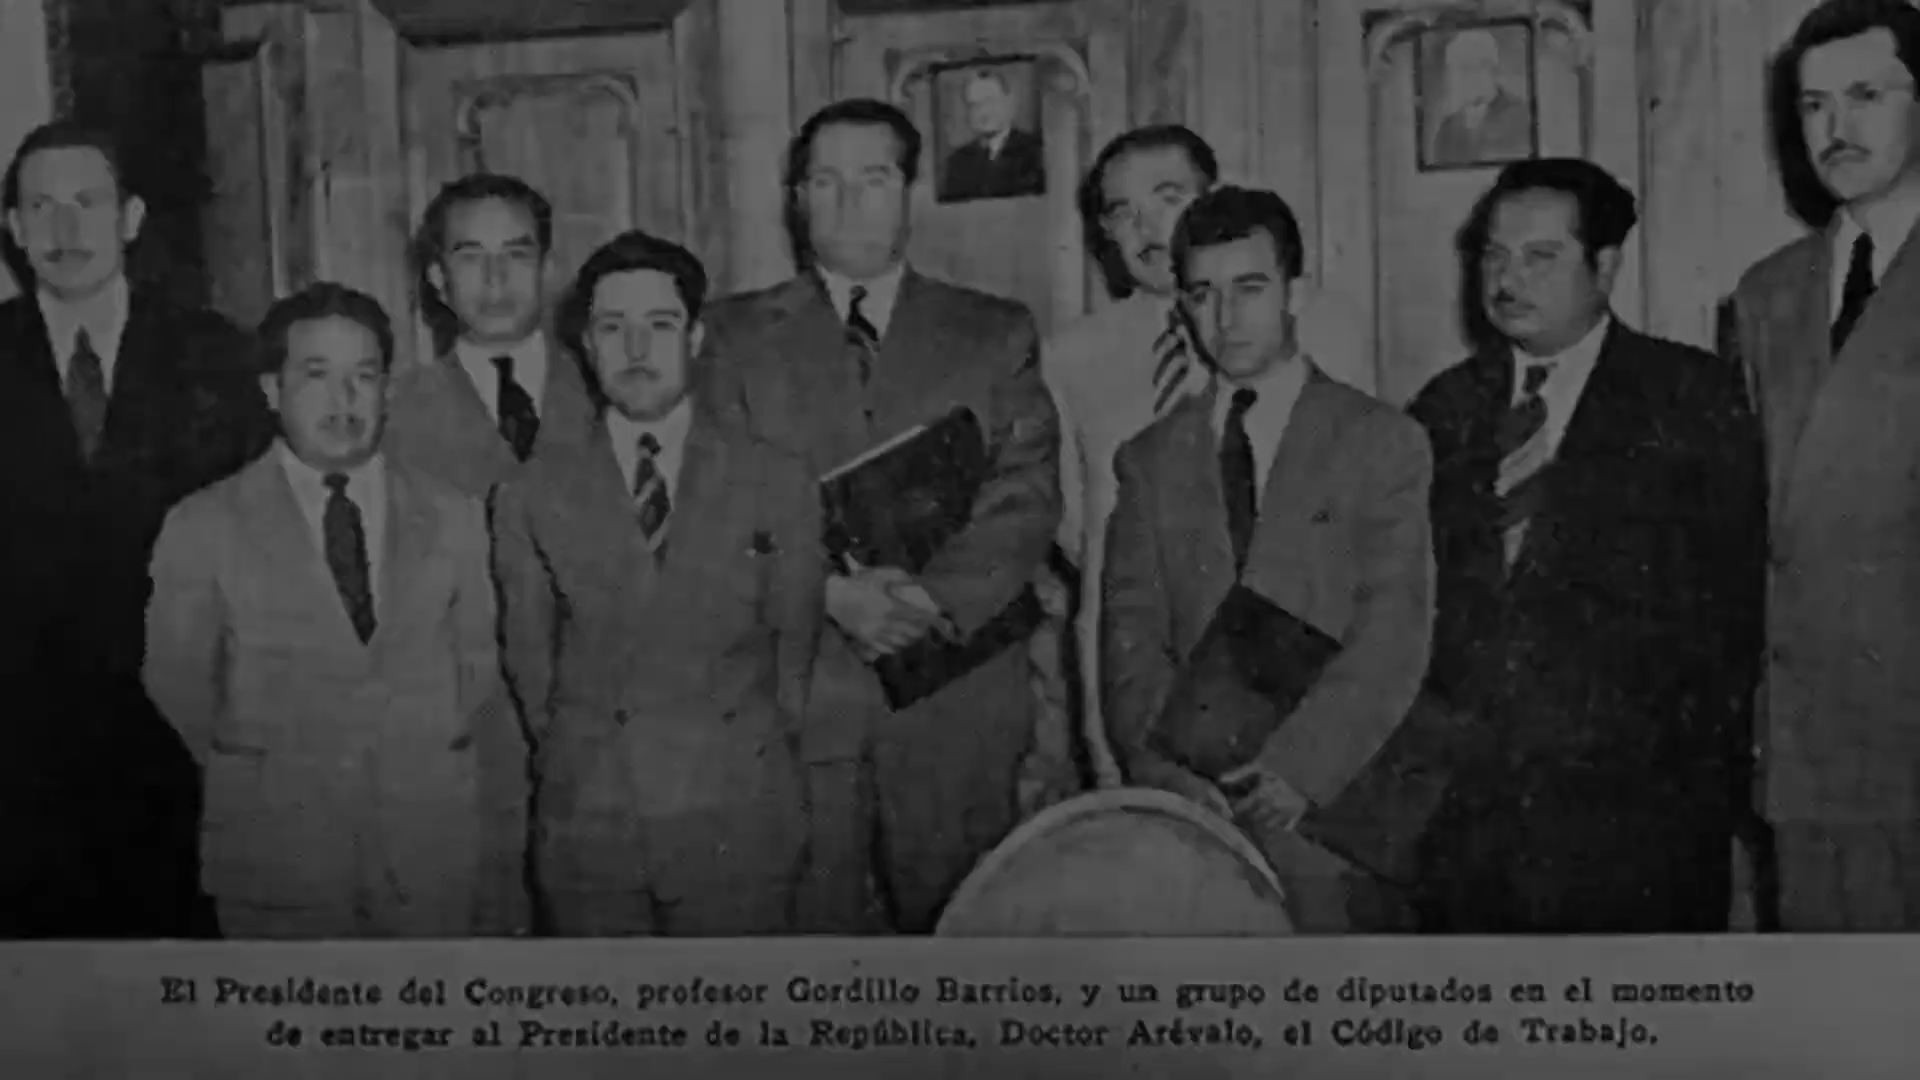 El Presidente del Congreso, profesor Gordillo Barrios, y un grupo de diputados en el momento
de entregar al Presidente de la República, Doctor Arévalo, el Código de Trabajo.